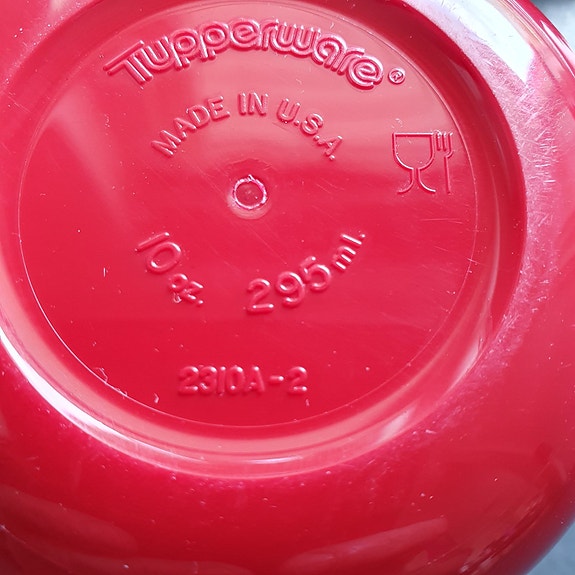 Tupperware®
MADE IN U.S.A.
10 oz. 295 ml.
2310A-2